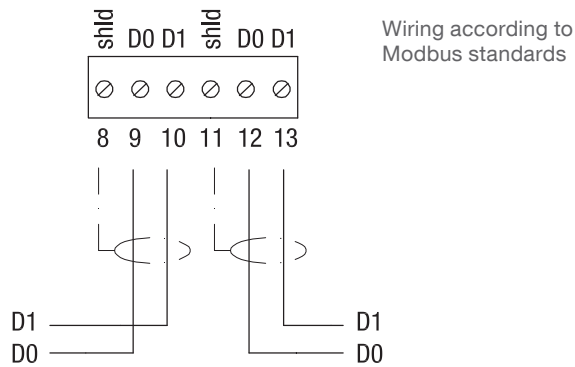 shld D0 D1 shld D0 D1
Wiring according to
Modbus standards
8 9 10 11 12 13
D1 D1
D0 D0